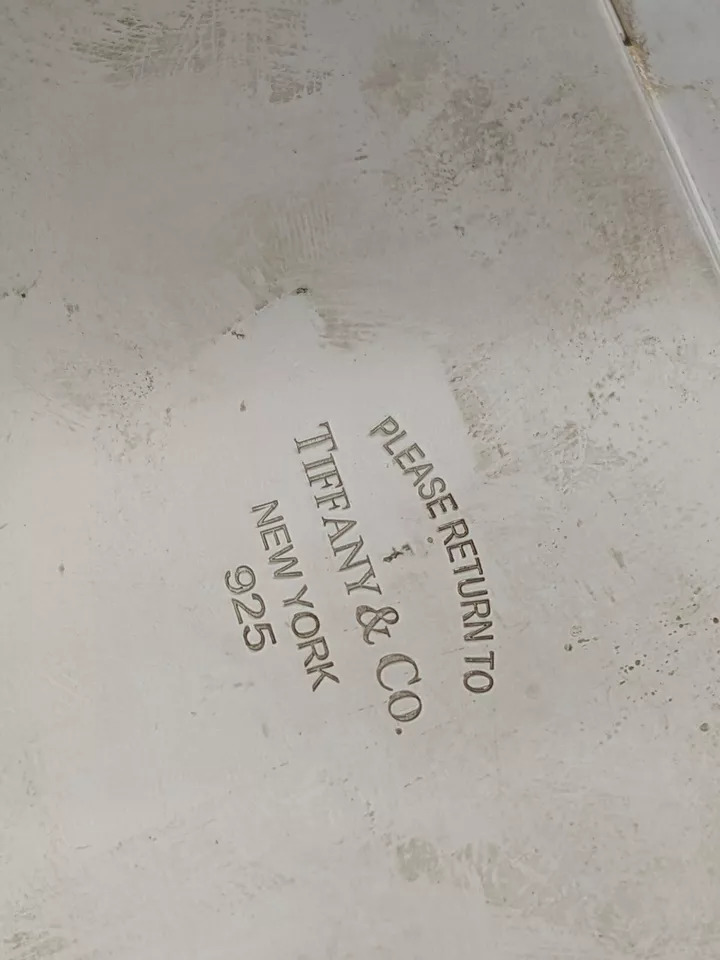 PLEASE RETURN TO
TIFFANY & CO.
NEW YORK
925